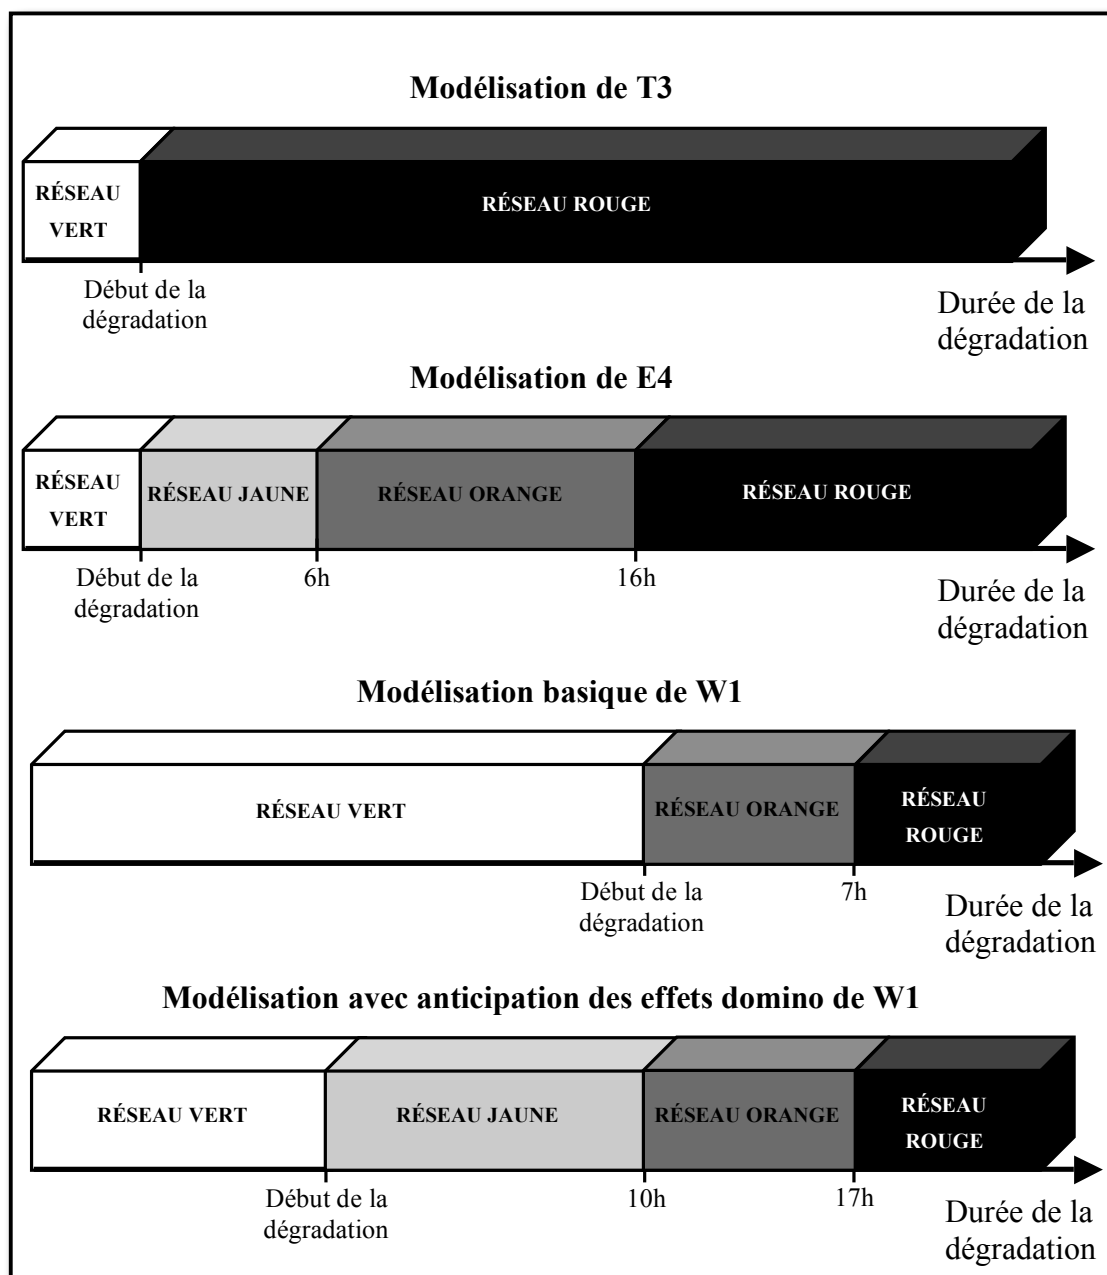 Modélisation de T3
RÉSEAU
VERT
RÉSEAU ROUGE
Début de la
dégradation
Durée de la
dégradation
Modélisation de E4
RÉSEAU
VERT
RÉSEAU JAUNE
RÉSEAU ORANGE
RÉSEAU ROUGE
Début de la
dégradation
6h
16h
Durée de la
dégradation
Modélisation basique de W1
RÉSEAU VERT
RÉSEAU ORANGE
RÉSEAU
ROUGE
Début de la
dégradation
7h
Durée de la
dégradation
Modélisation avec anticipation des effets domino de W1
RÉSEAU VERT
RÉSEAU JAUNE
RÉSEAU ORANGE
RÉSEAU
ROUGE
Début de la
dégradation
10h
17h
Durée de la
dégradation